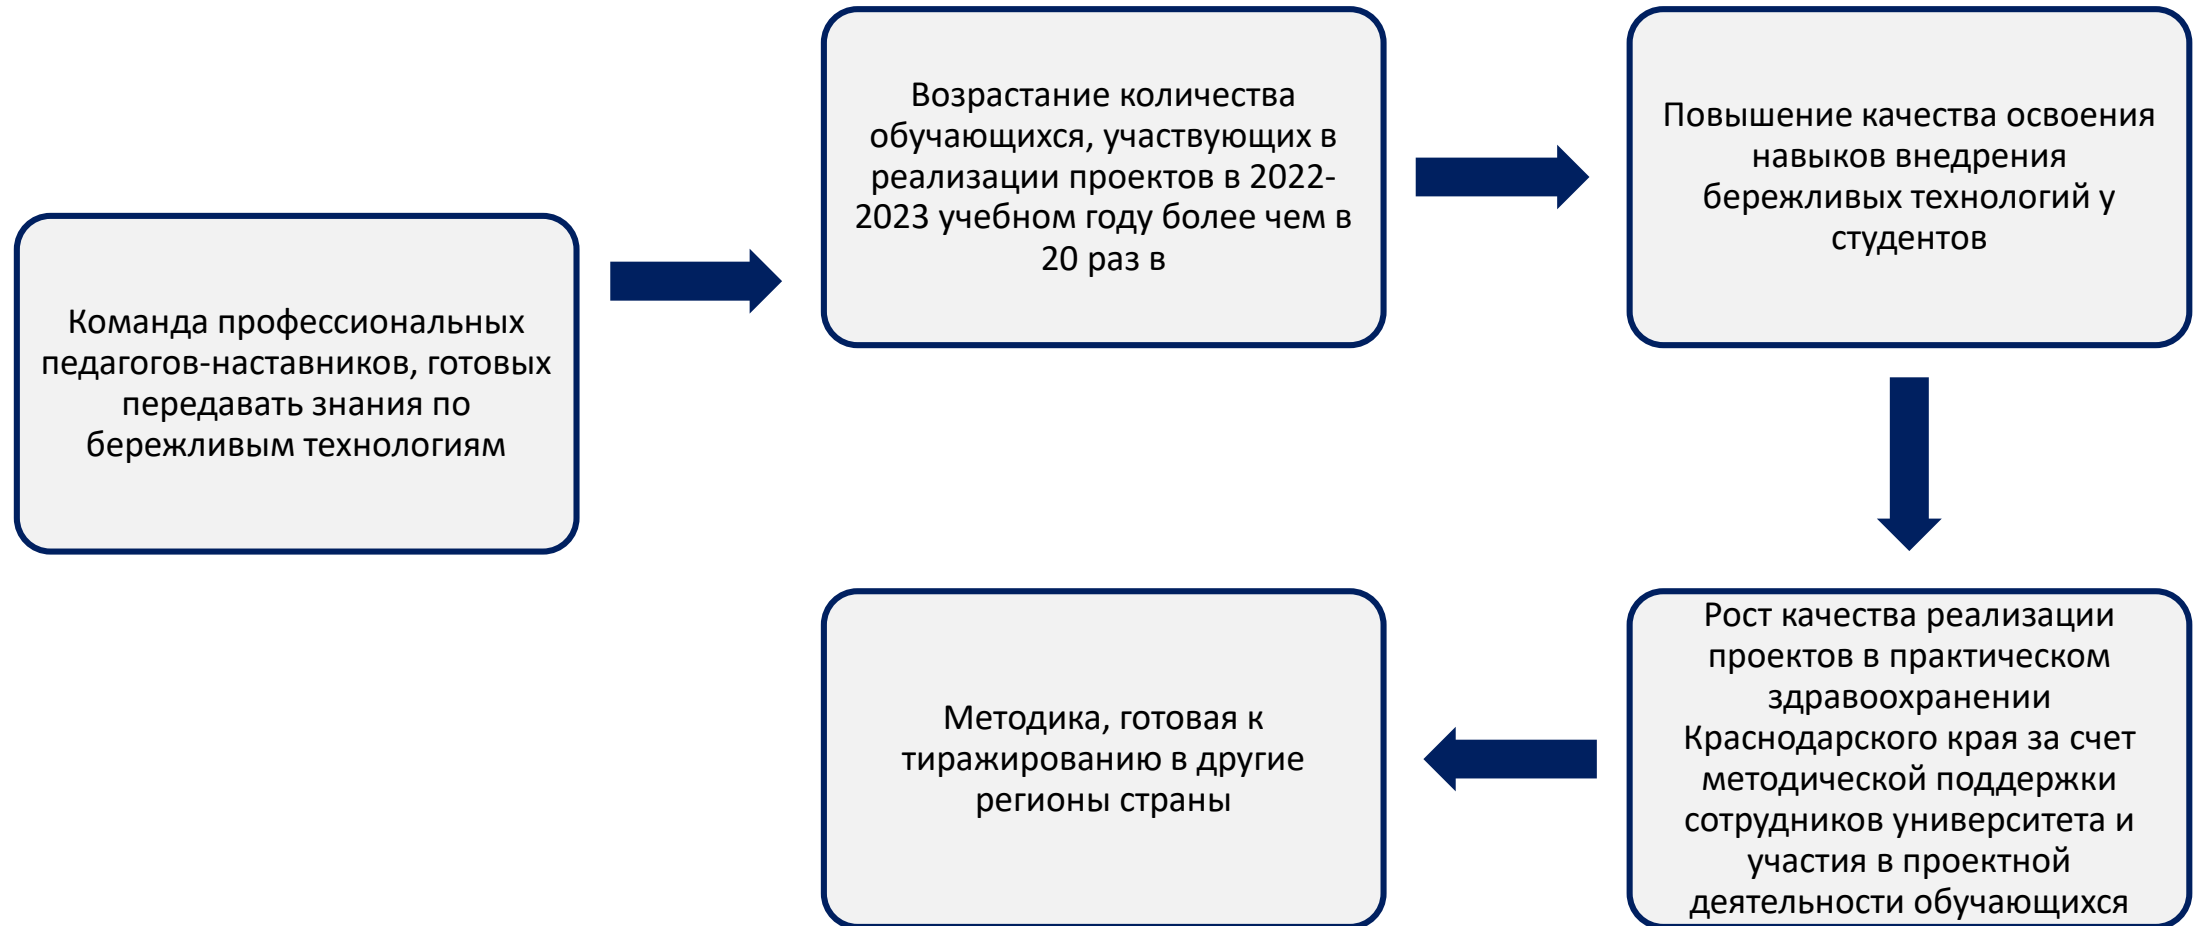 Команда профессиональных
педагогов-наставников, готовых
передавать знания по
бережливым технологиям
Возрастание количества
обучающихся, участвующих в
реализации проектов в 2022-
2023 учебном году более чем в
20 раз в
Повышение качества освоения
навыков внедрения
бережливых технологий у
студентов
Рост качества реализации
проектов в практическом
здравоохранении
Краснодарского края за счет
методической поддержки
сотрудников университета и
участия в проектной
деятельности обучающихся
Методика, готовая к
тиражированию в другие
регионы страны